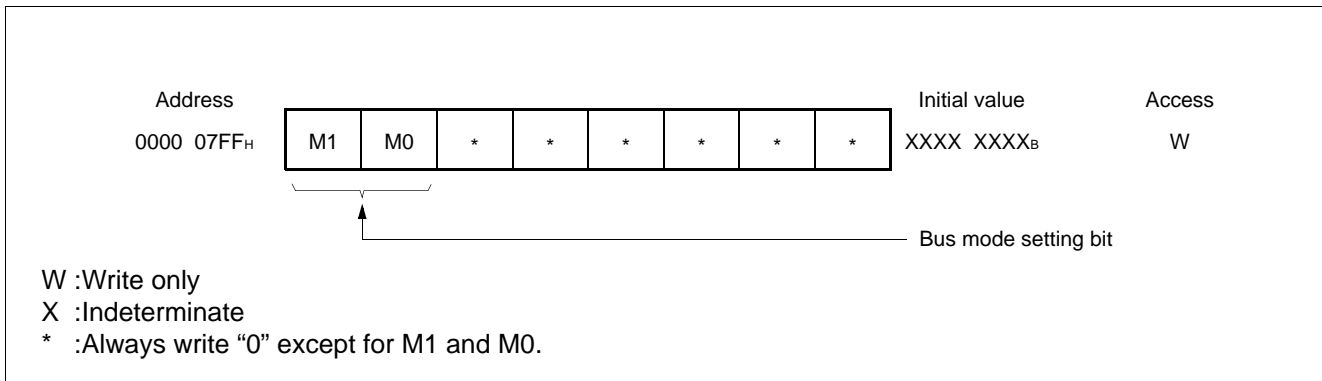 Address Initial value Access
0000 07FFH M1 M0 * * * * * * XXXX XXXXB W
Bus mode setting bit
W :Write only
X :Indeterminate
* :Always write “0” except for M1 and M0.